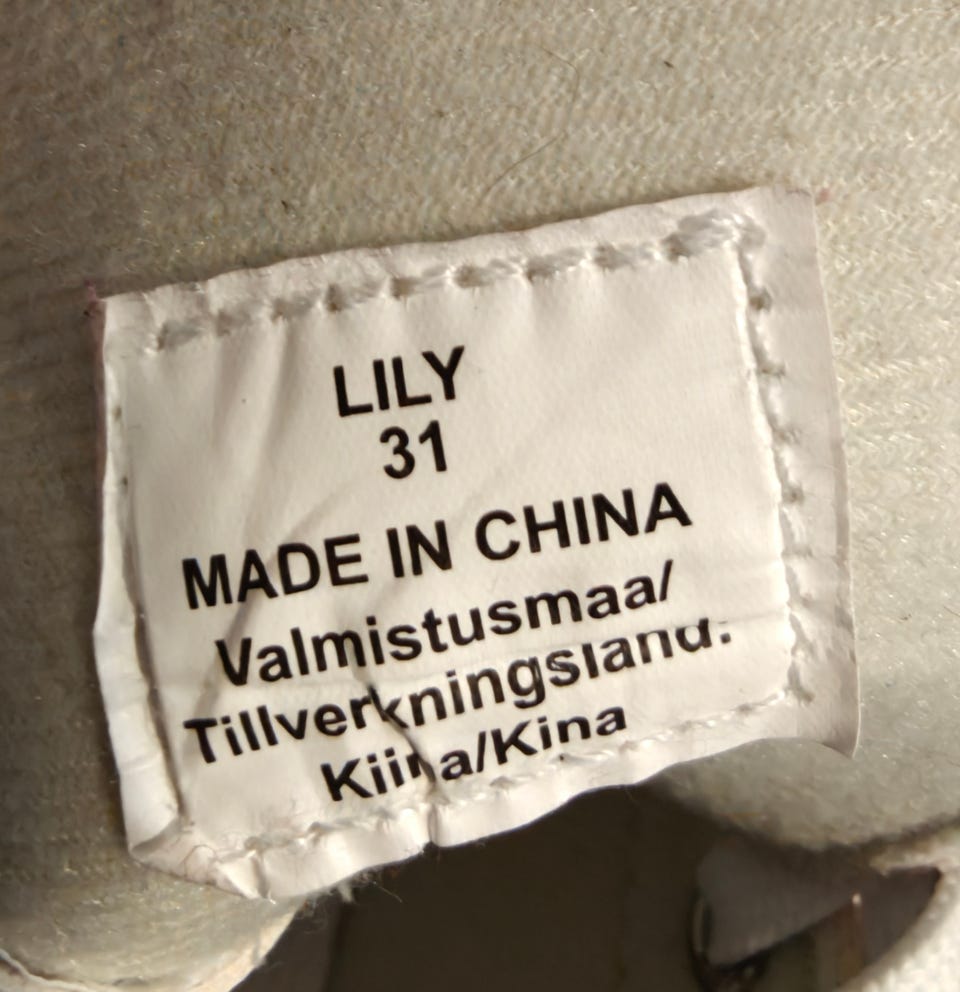 LILY
31
MADE IN CHINA
Valmistusmaa/
Tillverkningsland:
Kiina/Kina